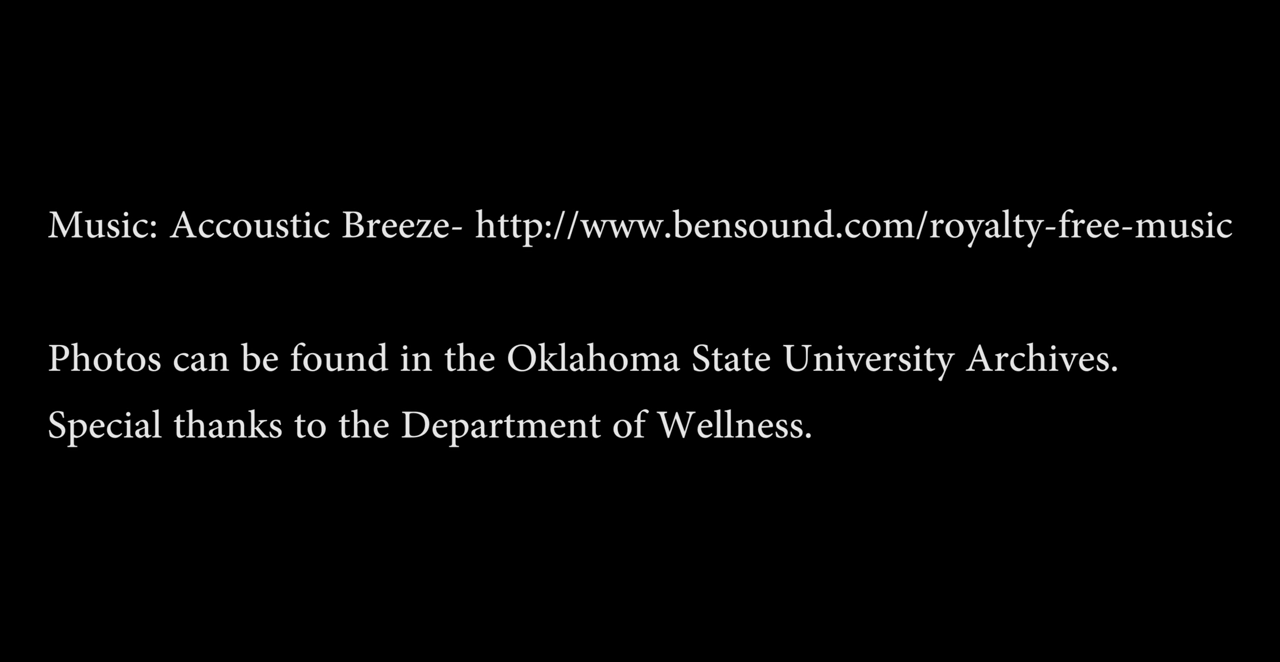 Music: Accoustic Breeze- http://www.bensound.com/royalty-free-music
Photos can be found in the Oklahoma State University Archives.
Special thanks to the Department of Wellness.